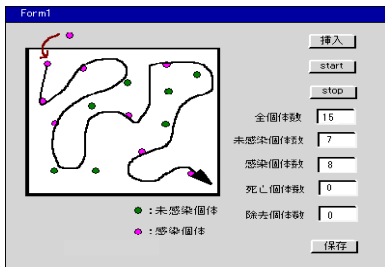 Form1
挿入
start
stop
全個体数 15
未感染個体数 7
感染個体数 8
死亡個体数 0
除去個体数 0
●：未感染個体
●：感染個体
保存